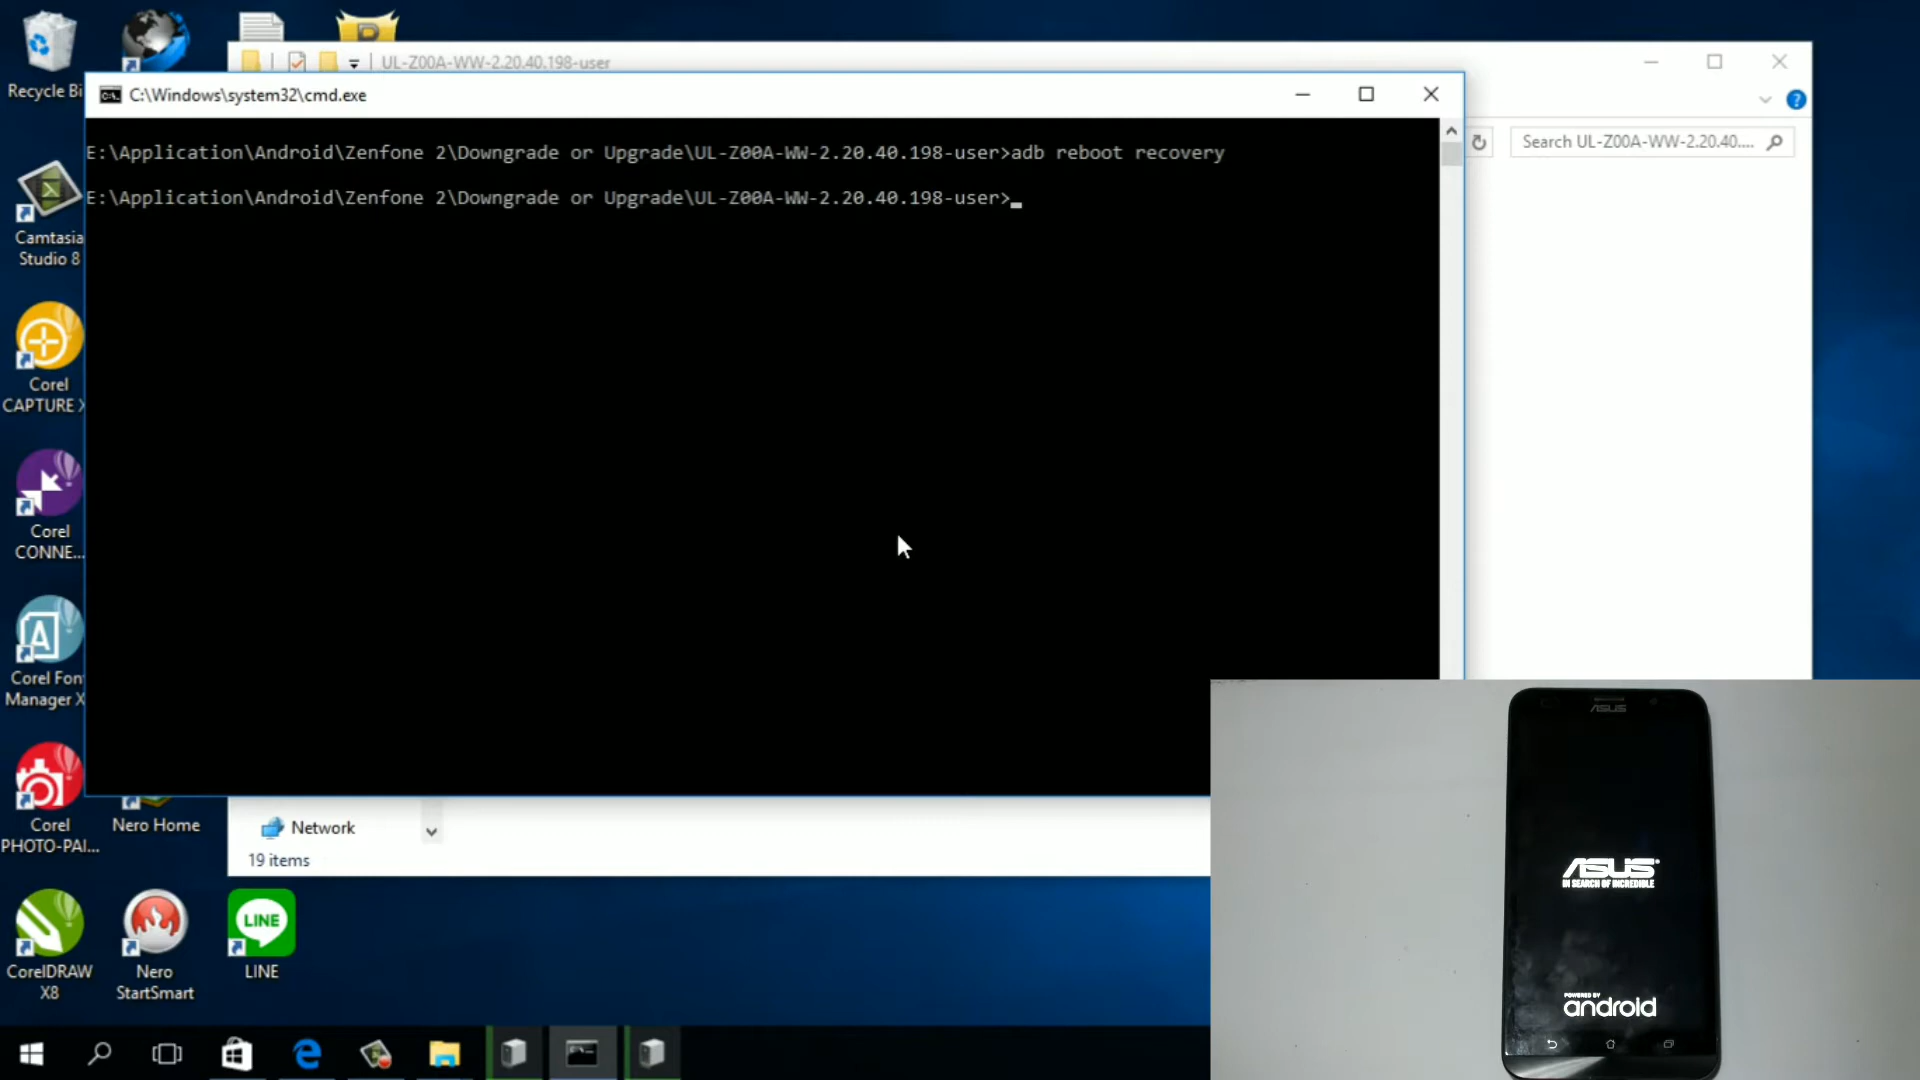 Recycle Bi
UL-Z00A-WW-2.20.40.198-user
C:\Windows\system32\cmd.exe
Search UL-Z00A-WW-2.20.40....
E:\Application\Android\Zenfone 2\Downgrade or Upgrade\UL-Z00A-WW-2.20.40.198-user>adb reboot recovery
E:\Application\Android\Zenfone 2\Downgrade or Upgrade\UL-Z00A-WW-2.20.40.198-user>_
Camtasia
Studio 8
Corel
CAPTURE X
Corel
CONNE...
Corel Fon
Manager X
Corel
PHOTO-PAI...
Nero Home
Network
19 items
CorelDRAW
X8
Nero
StartSmart
LINE
LINE
ASUS
ASUS
IN SEARCH OF INCREDIBLE
POWERED BY
android